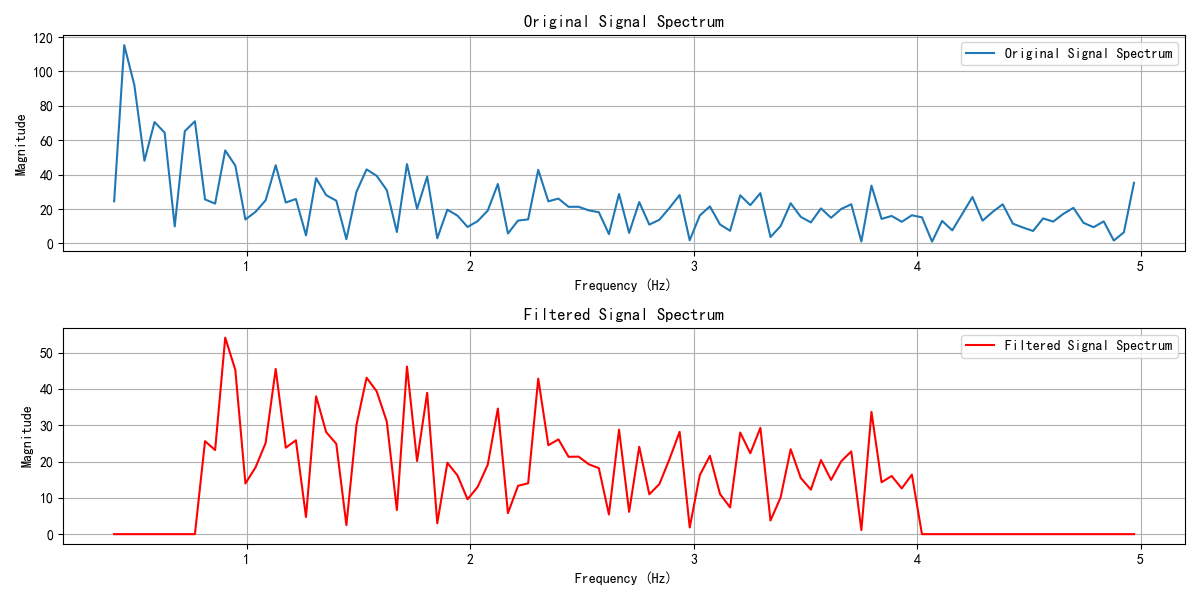 Original Signal Spectrum
120
100
80
60
40
20
0
Magnitude
Original Signal Spectrum
1 2 3 4 5
Frequency (Hz)
Filtered Signal Spectrum
50
40
30
20
10
0
Magnitude
Filtered Signal Spectrum
1 2 3 4 5
Frequency (Hz)